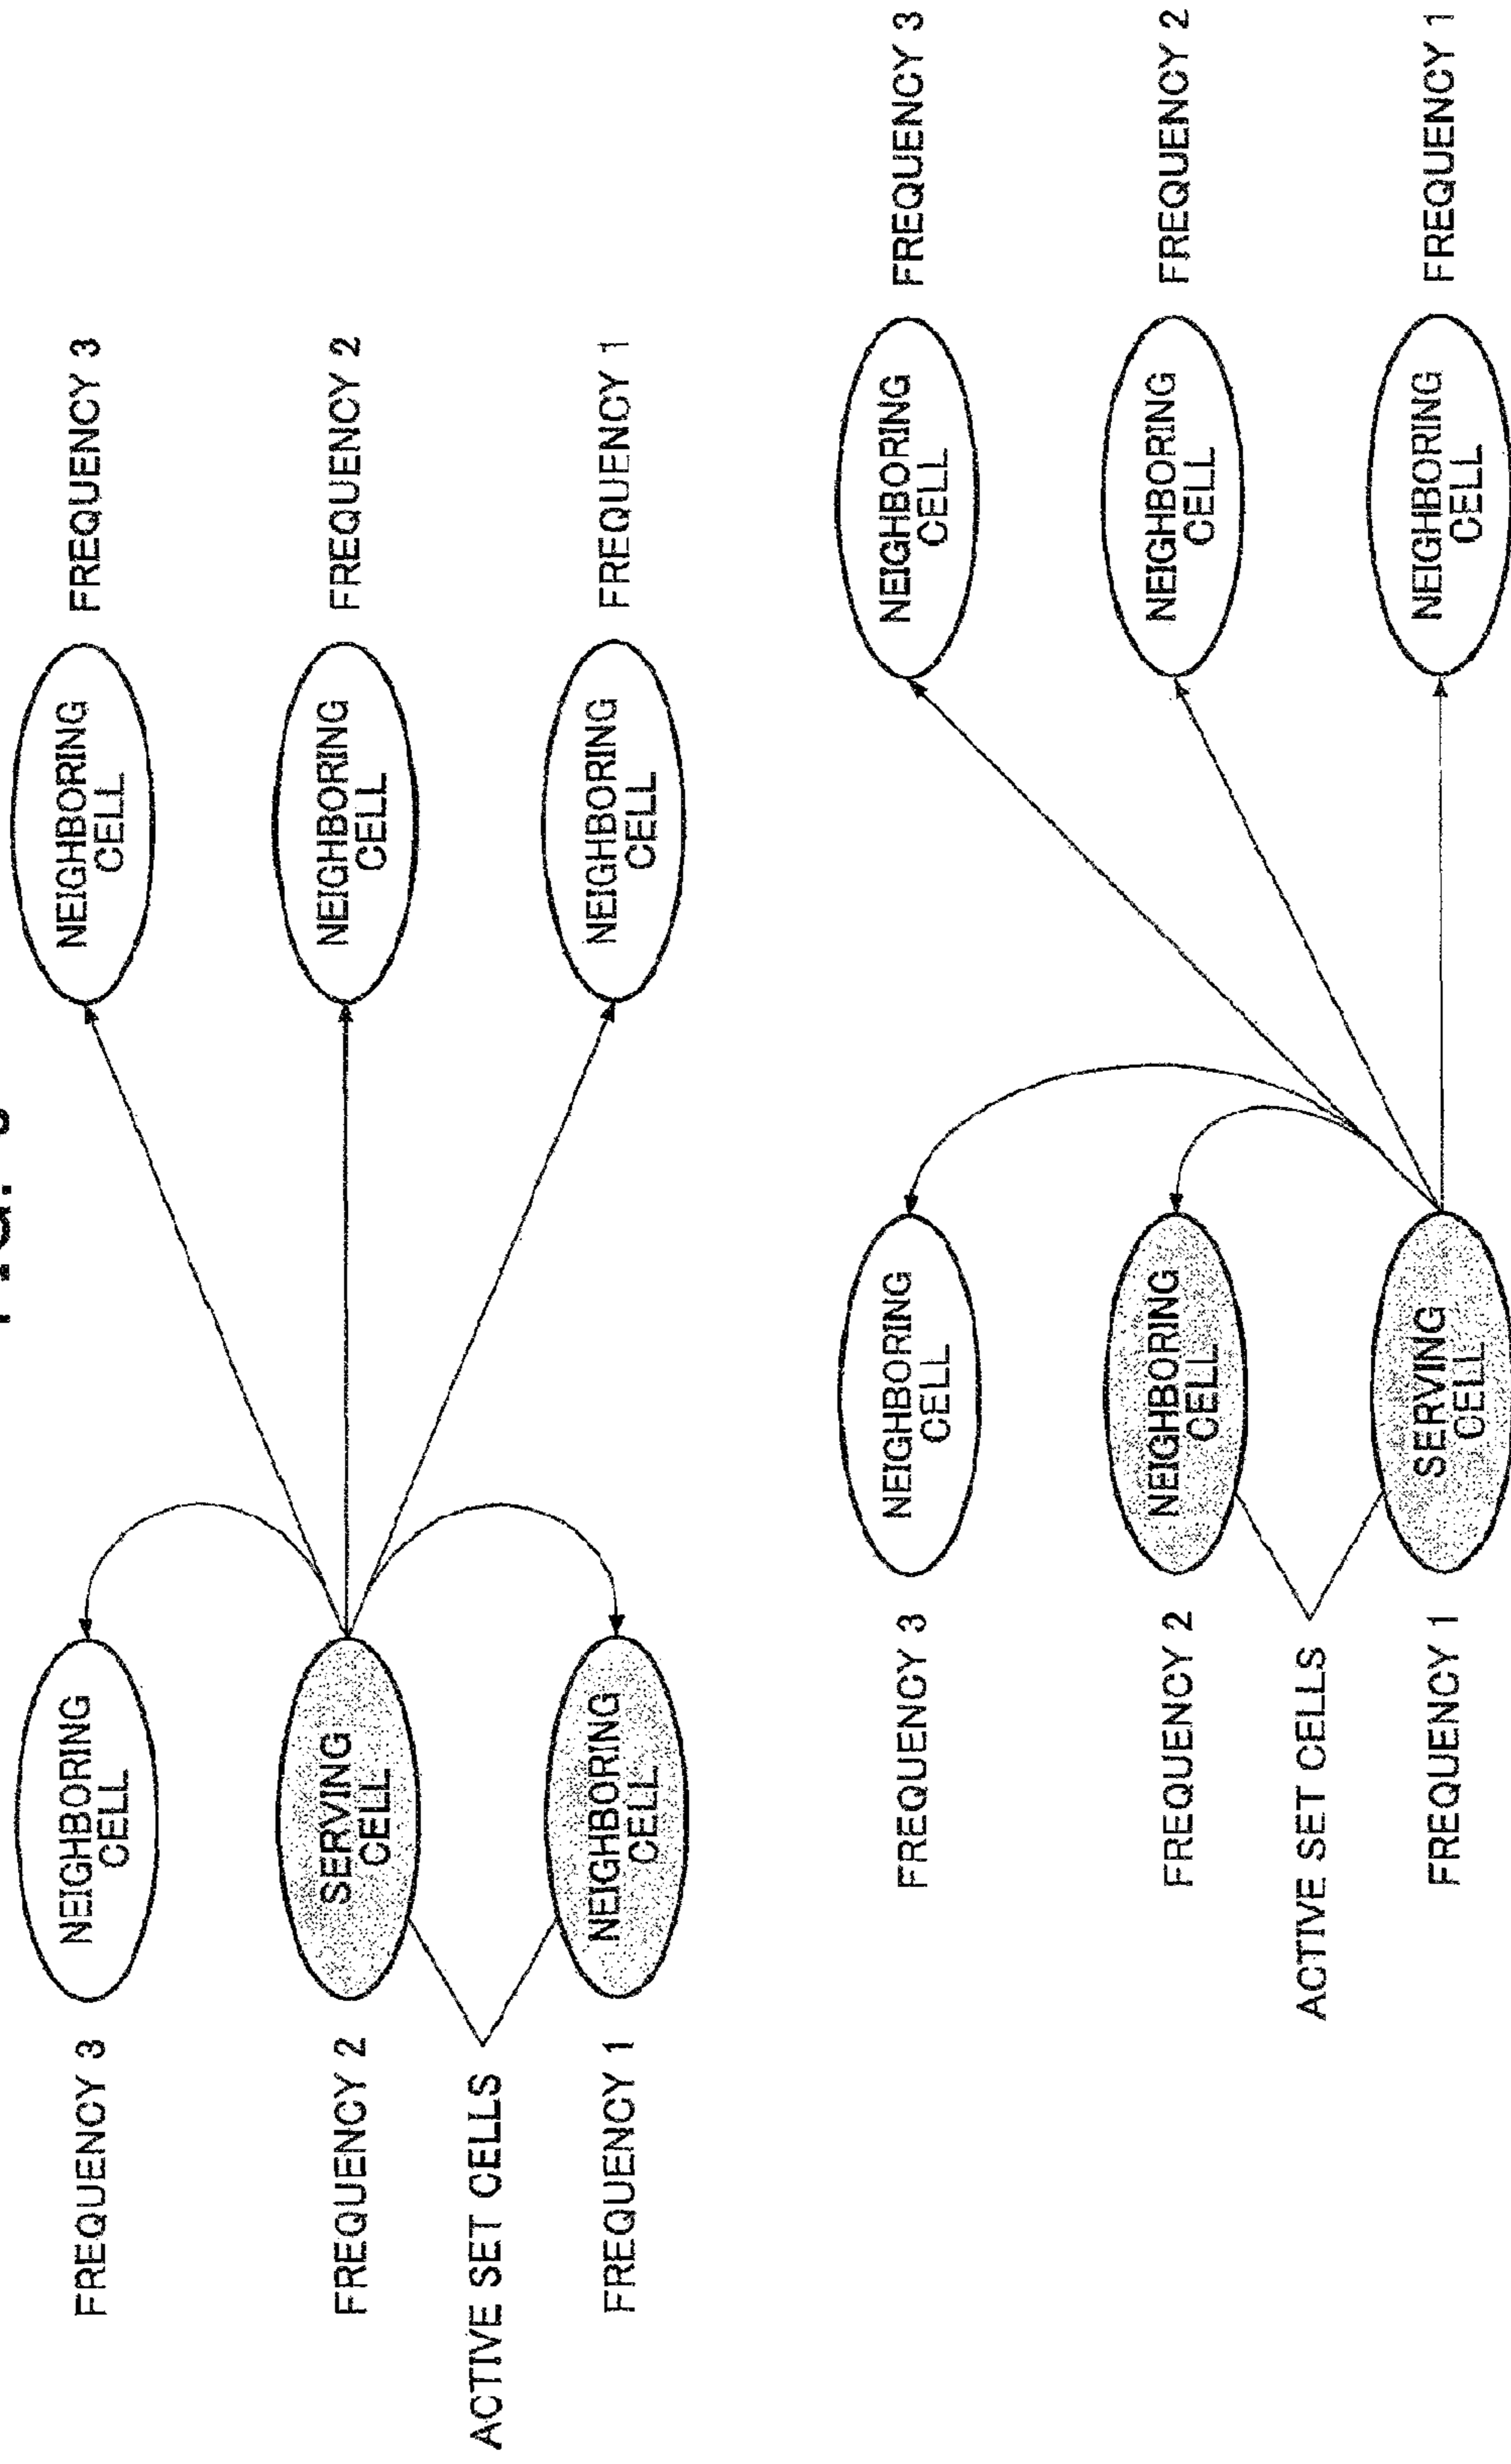 FREQUENCY 3
NEIGHBORING
CELL
NEIGHBORING
CELL
FREQUENCY 3
FREQUENCY 2
SERVING
CELL
NEIGHBORING
CELL
FREQUENCY 2
ACTIVE SET CELLS
FREQUENCY 1
NEIGHBORING
CELL
NEIGHBORING
CELL
FREQUENCY 1
FREQUENCY 3
NEIGHBORING
CELL
NEIGHBORING
CELL
FREQUENCY 3
FREQUENCY 2
NEIGHBORING
CELL
NEIGHBORING
CELL
FREQUENCY 2
ACTIVE SET CELLS
FREQUENCY 1
SERVING
CELL
NEIGHBORING
CELL
FREQUENCY 1